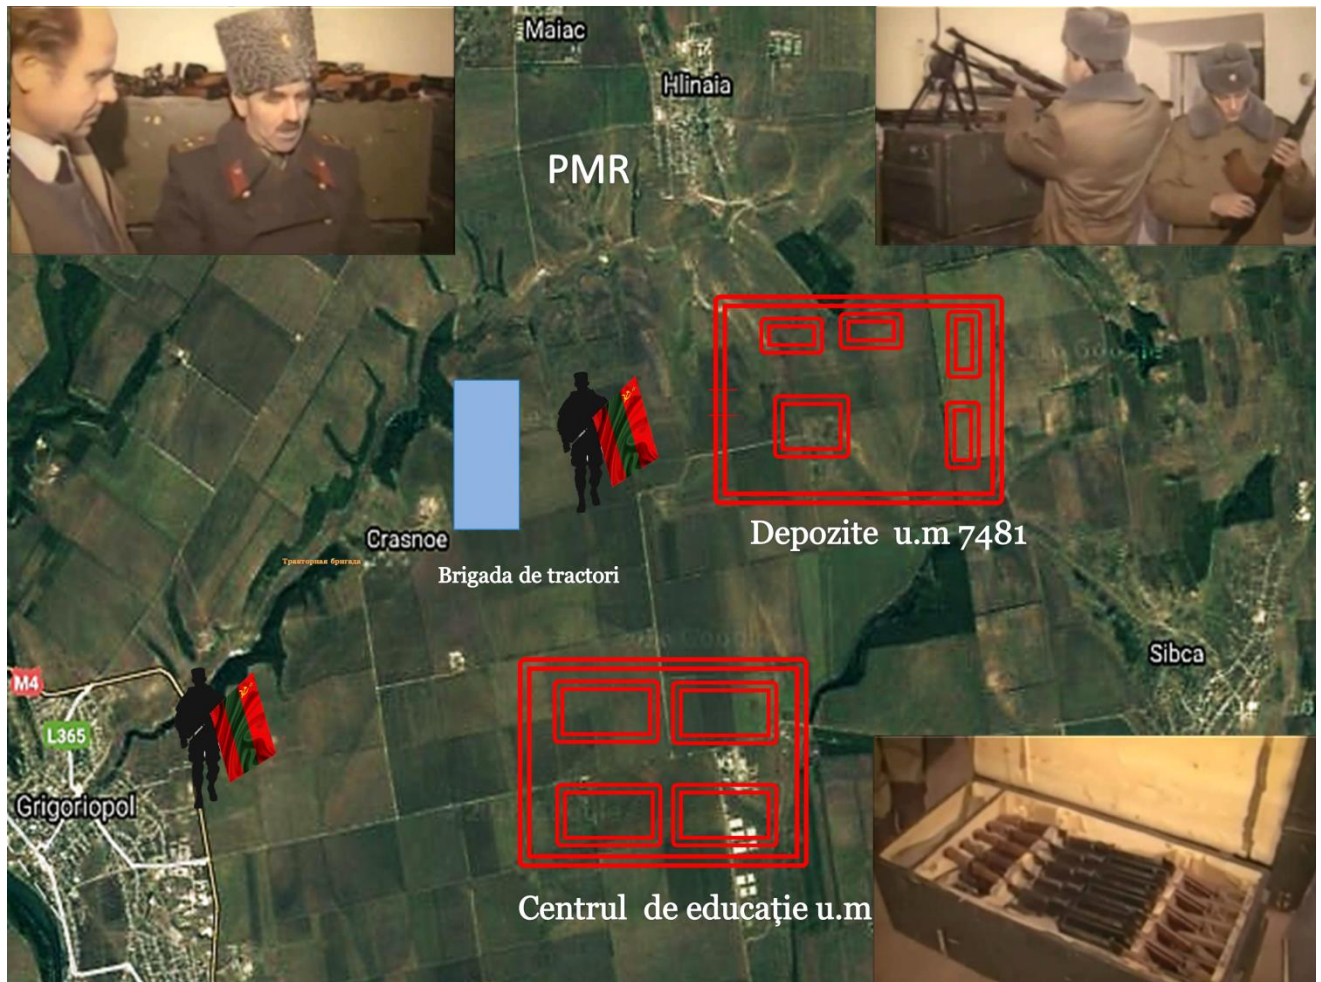 Maiac
Hlinaia
PMR
Crasnoe
Тракторная бригада
Brigada de tractori
Depozite u.m 7481
Sibca
M4
L365
Grigoriopol
Centrul de educaţie u.m